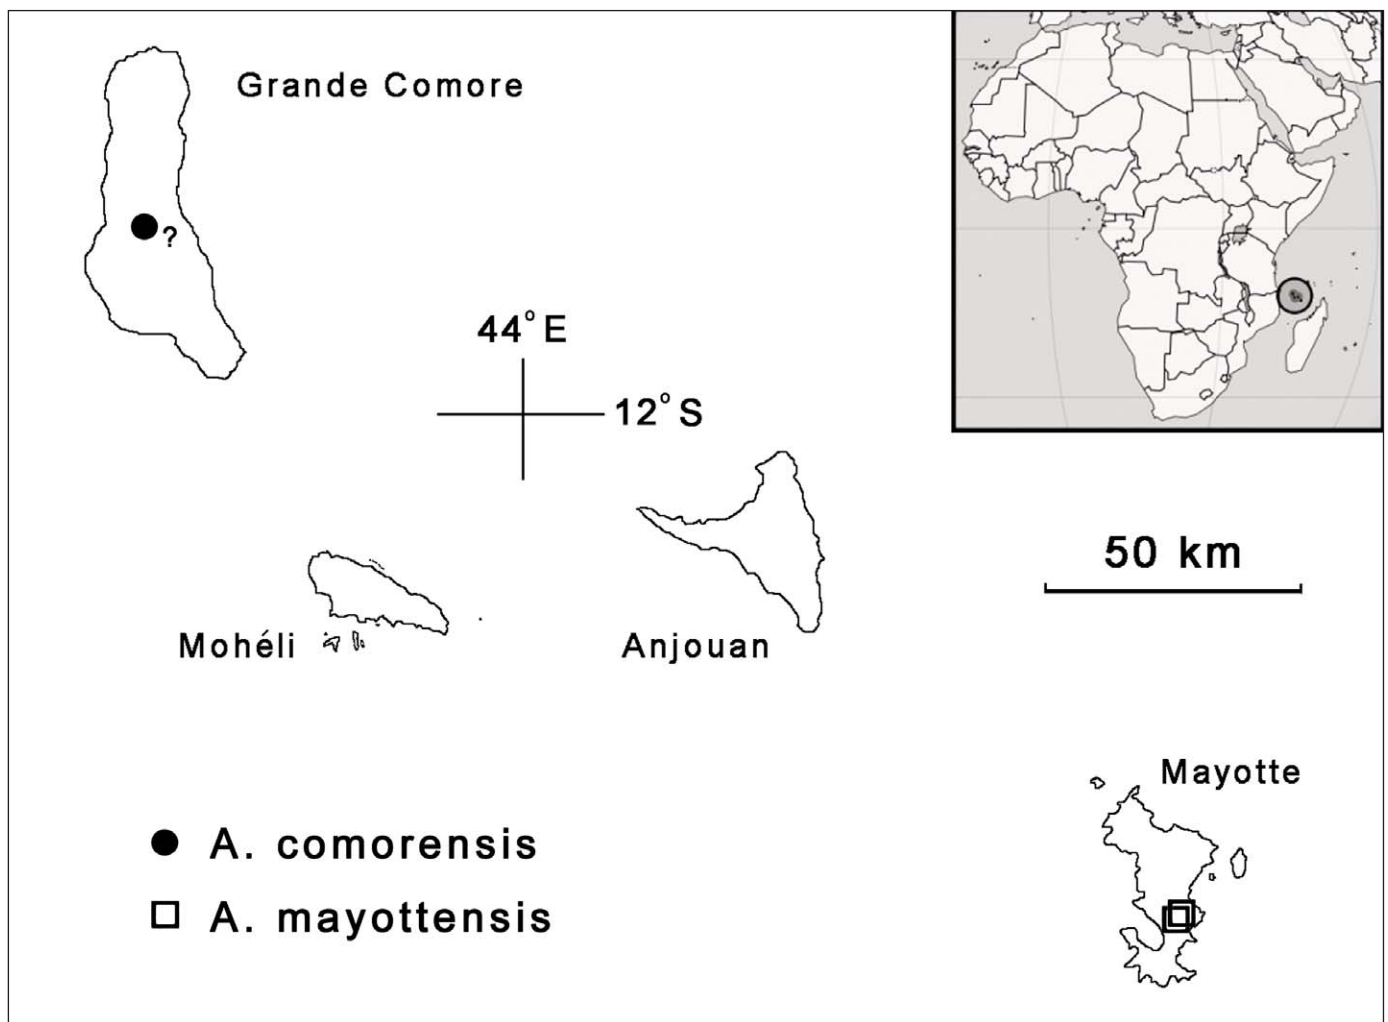 Grande Comore
?
44° E
12° S
50 km
Mohéli
Anjouan
Mayotte
A. comorensis
A. mayottensis